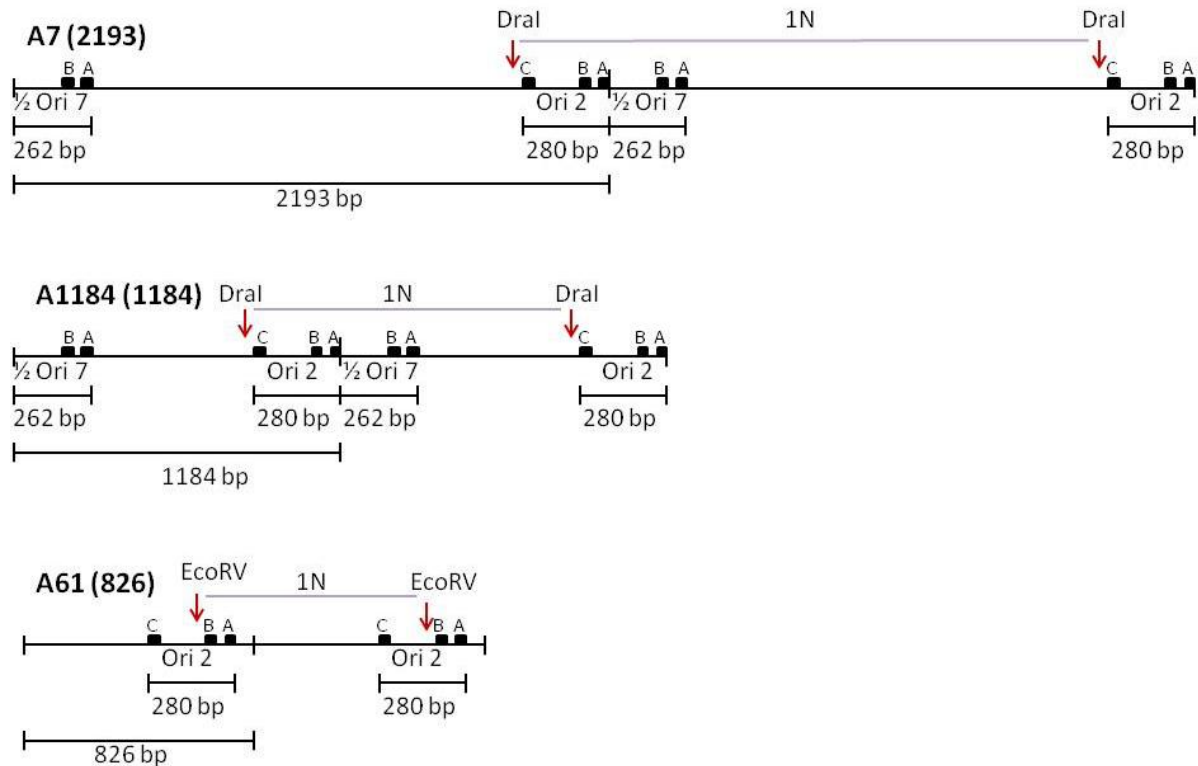 DraI 1N DraI
A7 (2193)
B A C B A B A C B A
½ Ori 7 Ori 2 ½ Ori 7 Ori 2
262 bp 280 bp 262 bp 280 bp
2193 bp
A1184 (1184) DraI 1N DraI
B A C B A B A C B A
½ Ori 7 Ori 2 ½ Ori 7 Ori 2
262 bp 280 bp 262 bp 280 bp
1184 bp
A61 (826) EcoRV 1N EcoRV
C B A C B A
Ori 2 Ori 2
280 bp 280 bp
826 bp